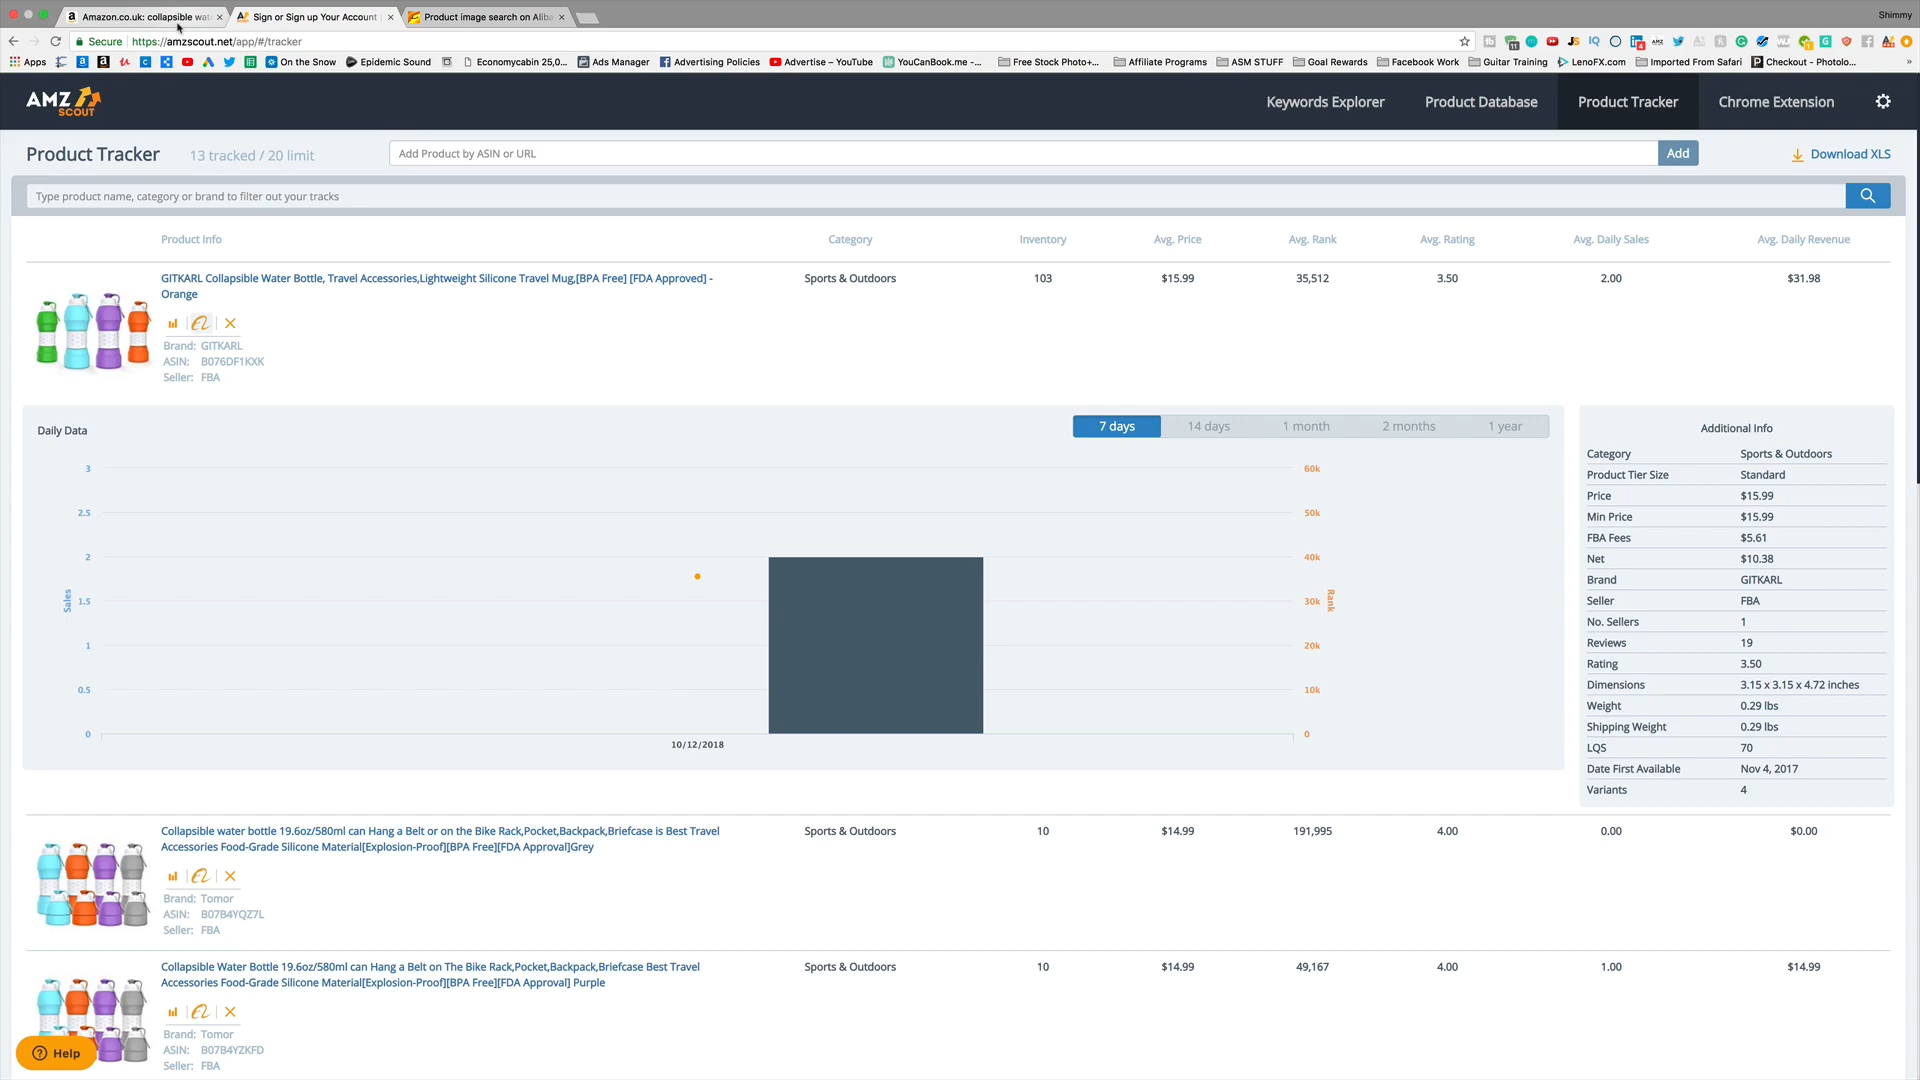 Amazon.co.uk: collapsible wat
Sign or Sign up Your Account
Product image search on Aliba
Shimmy
Secure https://amzscout.net/app/#/tracker
Apps
On the Snow
Epidemic Sound
Economycabin 25,0...
Ads Manager
Advertising Policies
Advertise – YouTube
YouCanBook.me -...
Free Stock Photo+...
Affiliate Programs
ASM STUFF
Goal Rewards
Facebook Work
Guitar Training
LenoFX.com
Imported From Safari
Checkout - Photolo...
AMZ SCOUT
Keywords Explorer
Product Database
Product Tracker
Chrome Extension
Product Tracker 13 tracked / 20 limit
Add Product by ASIN or URL
Add
Download XLS
Type product name, category or brand to filter out your tracks
Product Info Category Inventory Avg. Price Avg. Rank Avg. Rating Avg. Daily Sales Avg. Daily Revenue
GITKARL Collapsible Water Bottle, Travel Accessories,Lightweight Silicone Travel Mug,[BPA Free] [FDA Approved] - Sports & Outdoors 103 $15.99 35,512 3.50 2.00 $31.98
Orange
Brand: GITKARL
ASIN: B076DF1KXK
Seller: FBA
Daily Data
7 days 14 days 1 month 2 months 1 year
3
2.5
2
1.5
1
0.5
0
Sales
60k
50k
40k
30k
20k
10k
0
Rank
10/12/2018
Additional Info
Category Sports & Outdoors
Product Tier Size Standard
Price $15.99
Min Price $15.99
FBA Fees $5.61
Net $10.38
Brand GITKARL
Seller FBA
No. Sellers 1
Reviews 19
Rating 3.50
Dimensions 3.15 x 3.15 x 4.72 inches
Weight 0.29 lbs
Shipping Weight 0.29 lbs
LQS 70
Date First Available Nov 4, 2017
Variants 4
Collapsible water bottle 19.6oz/580ml can Hang a Belt or on the Bike Rack,Pocket,Backpack,Briefcase is Best Travel Sports & Outdoors 10 $14.99 191,995 4.00 0.00 $0.00
Accessories Food-Grade Silicone Material[Explosion-Proof][BPA Free][FDA Approval]Grey
Brand: Tomor
ASIN: B07B4YQZ7L
Seller: FBA
Collapsible Water Bottle 19.6oz/580ml can Hang a Belt on The Bike Rack,Pocket,Backpack,Briefcase Best Travel Sports & Outdoors 10 $14.99 49,167 4.00 1.00 $14.99
Accessories Food-Grade Silicone Material[Explosion-Proof][BPA Free][FDA Approval] Purple
Brand: Tomor
ASIN: B07B4YZKFD
Seller: FBA
Help